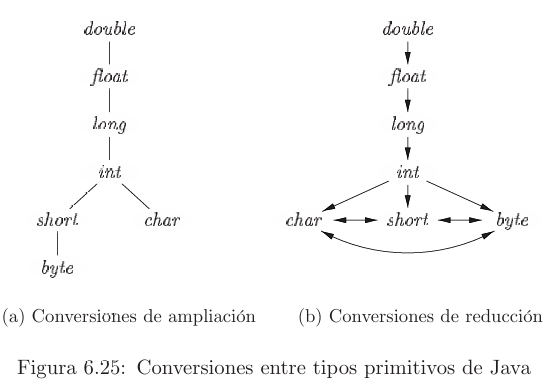 double
float
long
int
short char
byte
double
float
long
int
char short byte
(a) Conversiones de ampliación (b) Conversiones de reducción
Figura 6.25: Conversiones entre tipos primitivos de Java